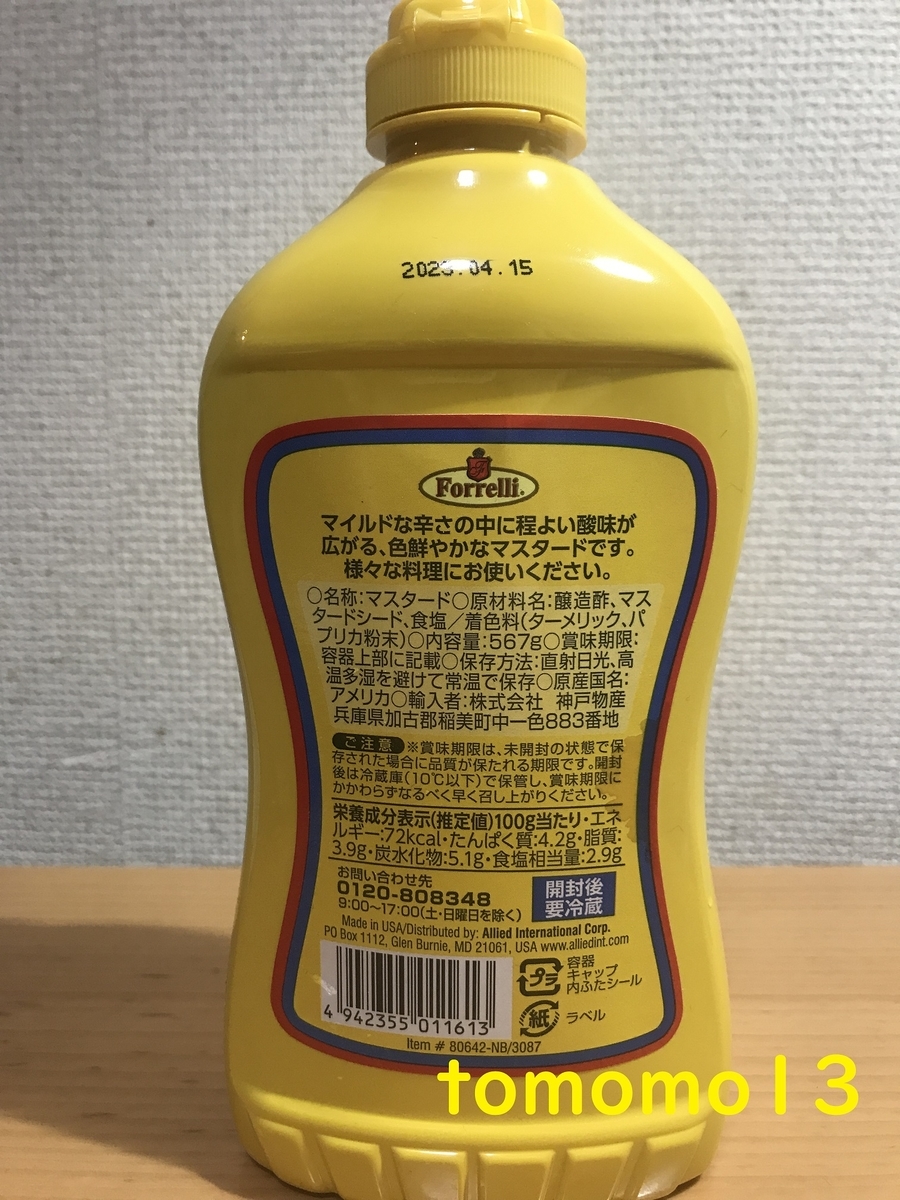 04.15
Forrelli
マイルドな辛さの中に程よい酸味が
広がる、色鮮やかなマスタードです。
様々な料理にお使いください。
○名称:マスタード○原材料名:醸造酢、マス
タードシード、食塩／着色料(ターメリック、パ
プリカ粉末)○内容量:567g○賞味期限:
容器上部に記載○保存方法:直射日光、高
温多湿を避けて常温で保存○原産国名:
アメリカ○輸入者:株式会社 神戸物産
兵庫県加古郡稲美町中一色883番地
ご注意 ※賞味期限は、未開封の状態で保
存された場合に品質が保たれる期限です。開封
後は冷蔵庫(10℃以下)で保管し、賞味期限に
かかわらずなるべく早く召し上がりください。
栄養成分表示(推定値)100g当たり・エネ
ルギー:72kcal・たんぱく質:4.2g・脂質:
3.9g・炭水化物:5.1g・食塩相当量:2.9g
お問い合わせ先
0120-808348
9:00〜17:00(土・日曜日を除く)
開封後
要冷蔵
Made in USA/Distributed by: Allied International Corp.
PO Box 1112, Glen Burnie, MD 21061, USA www.alliedint.com
4 942355 011613
プラ
容器
キャップ
内ふたシール
紙
ラベル
Item # 80642-NB/3087
tomomo13